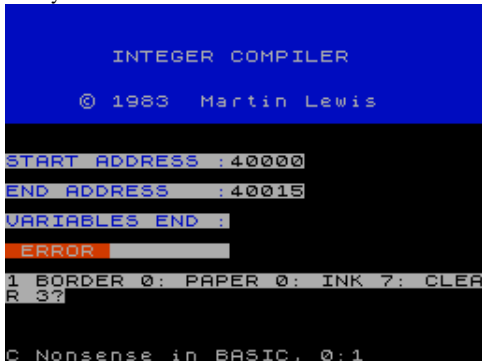 INTEGER COMPILER
© 1983 Martin Lewis
START ADDRESS :40000
END ADDRESS :40015
VARIABLES END :
ERROR
1 BORDER 0: PAPER 0: INK 7: CLEA
R 3?
C Nonsense in BASIC, 0:1